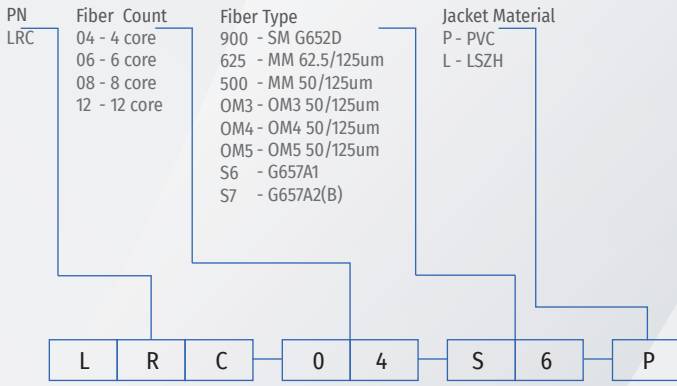 PN
LRC
Fiber Count
04 - 4 core
06 - 6 core
08 - 8 core
12 - 12 core
Fiber Type
900 - SM G652D
625 - MM 62.5/125um
500 - MM 50/125um
OM3 - OM3 50/125um
OM4 - OM4 50/125um
OM5 - OM5 50/125um
S6 - G657A1
S7 - G657A2(B)
Jacket Material
P - PVC
L - LSZH
L R C - 0 4 - S 6 - P